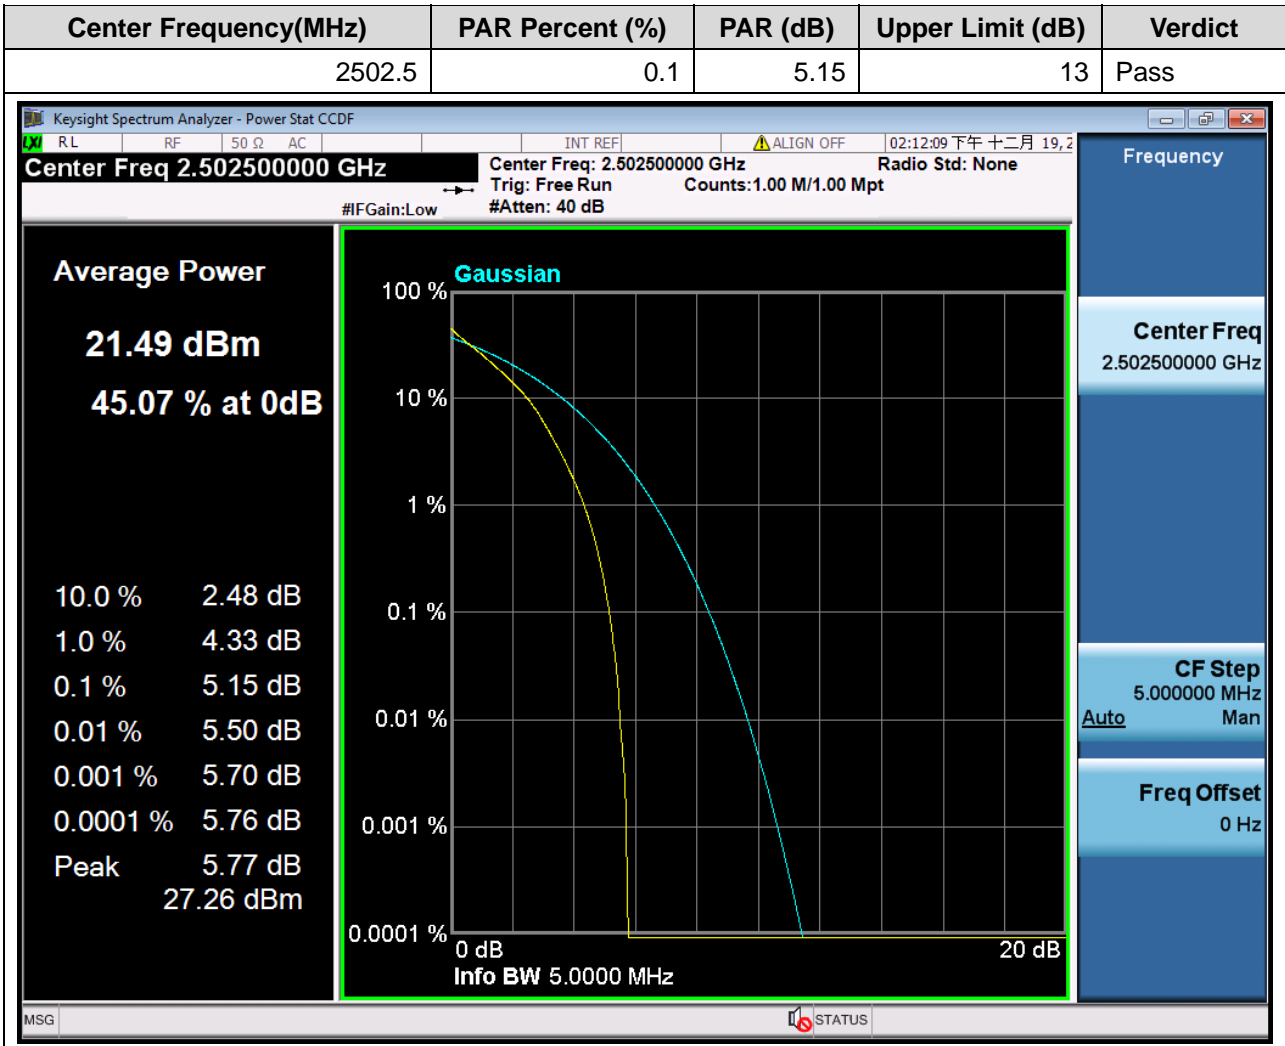 Center Frequency(MHz) PAR Percent (%) PAR (dB) Upper Limit (dB) Verdict
2502.5 0.1 5.15 13 Pass
Keysight Spectrum Analyzer - Power Stat CCDF
LXI RL RF 50 Ω AC INT REF ALIGN OFF 02:12:09 下午 十二月 19, 2
Center Freq 2.502500000 GHz
Center Freq: 2.502500000 GHz Radio Std: None
Trig: Free Run Counts:1.00 M/1.00 Mpt
#IFGain:Low #Atten: 40 dB
Average Power
21.49 dBm
45.07 % at 0dB
10.0 % 2.48 dB
1.0 % 4.33 dB
0.1 % 5.15 dB
0.01 % 5.50 dB
0.001 % 5.70 dB
0.0001 % 5.76 dB
Peak 5.77 dB
27.26 dBm
Gaussian
100 %
10 %
1 %
0.1 %
0.01 %
0.001 %
0.0001 %
0 dB 20 dB
Info BW 5.0000 MHz
Frequency
Center Freq
2.502500000 GHz
CF Step
5.000000 MHz
Auto Man
Freq Offset
0 Hz
MSG STATUS